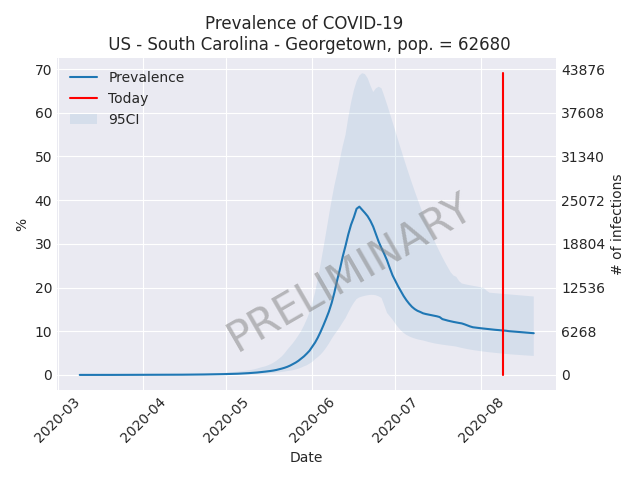 Prevalence of COVID-19
US - South Carolina - Georgetown, pop. = 62680
Prevalence
Today
95CI
PRELIMINARY
%
70
60
50
40
30
20
10
0
43876
37608
31340
25072
18804
12536
6268
0
# of infections
2020-03
2020-04
2020-05
2020-06
2020-07
2020-08
Date